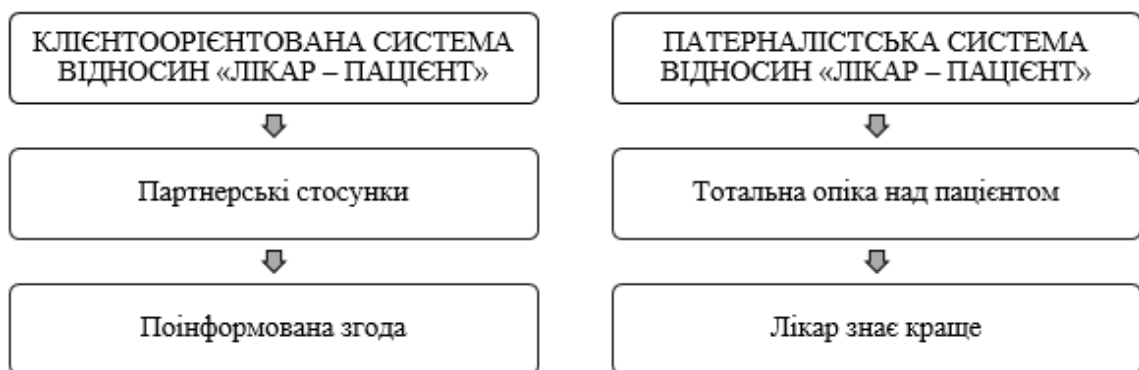 КЛІЄНТООРІЄНТОВАНА СИСТЕМА
ВІДНОСИН «ЛІКАР – ПАЦІЄНТ»
Партнерські стосунки
Поінформована згода
ПАТЕРНАЛІСТСЬКА СИСТЕМА
ВІДНОСИН «ЛІКАР – ПАЦІЄНТ»
Тотальна опіка над пацієнтом
Лікар знає краще